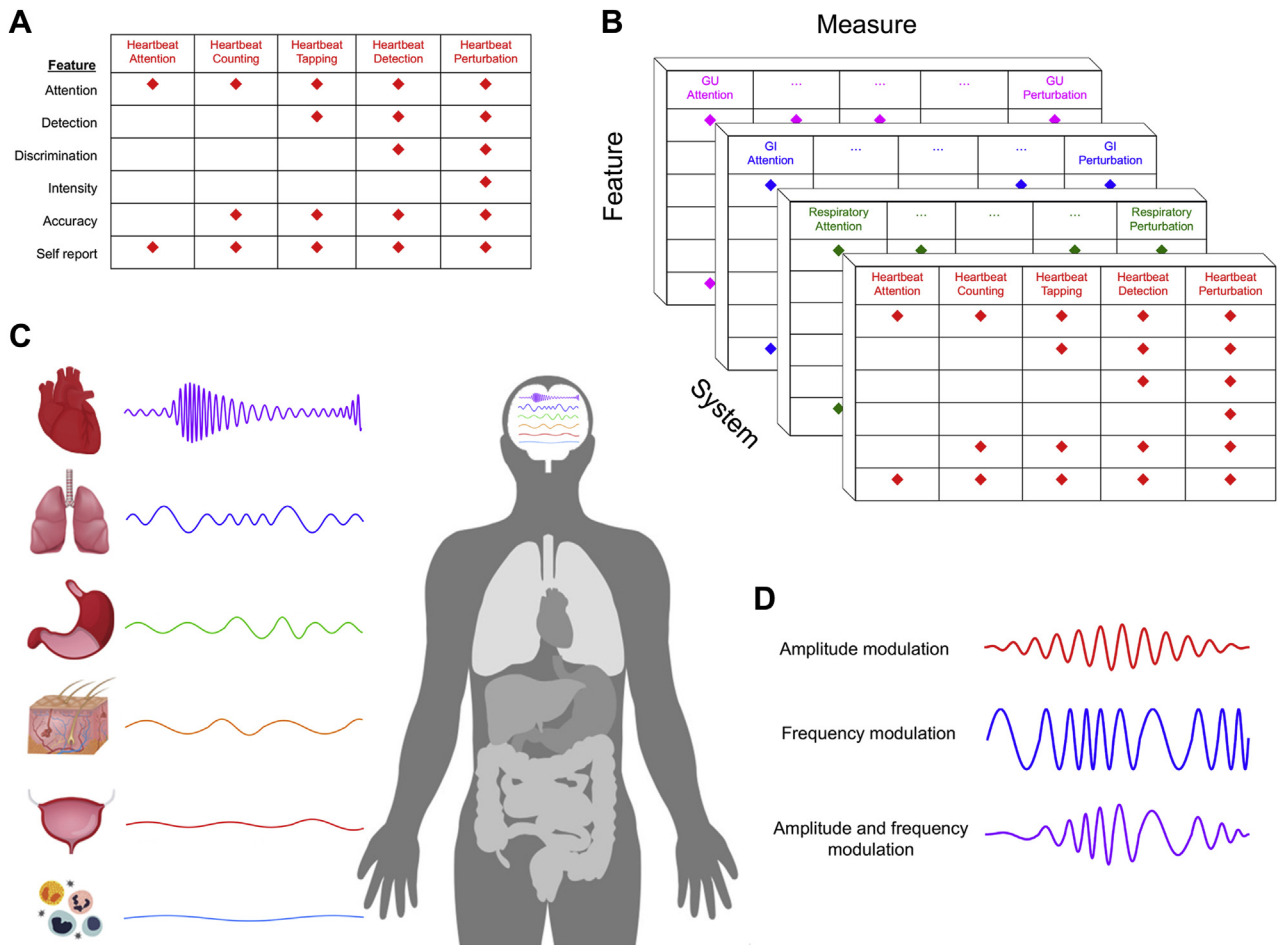 A
Heartbeat Attention
Heartbeat Counting
Heartbeat Tapping
Heartbeat Detection
Heartbeat Perturbation
Feature
Attention
Detection
Discrimination
Intensity
Accuracy
Self report
B
Measure
Feature
System
GU Attention
...
...
...
GU Perturbation
GI Attention
...
...
...
GI Perturbation
Respiratory Attention
...
...
...
Respiratory Perturbation
Heartbeat Attention
Heartbeat Counting
Heartbeat Tapping
Heartbeat Detection
Heartbeat Perturbation
C
D
Amplitude modulation
Frequency modulation
Amplitude and frequency
modulation